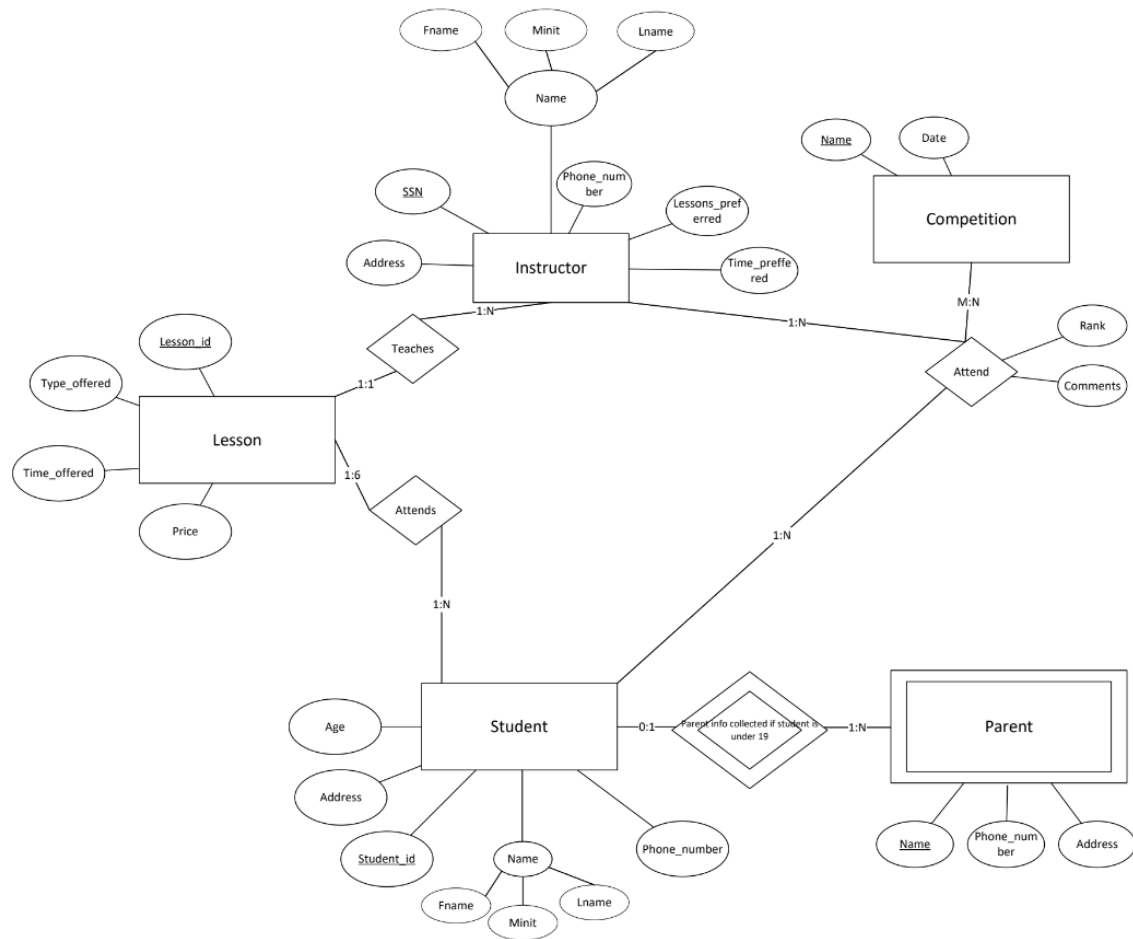 Fname
Minit
Lname
Name
Name
Date
SSN
Phone_num
ber
Lessons_pref
erred
Competition
Address
Instructor
Time_preffe
red
1:N
1:N
M:N
Lesson_id
Teaches
Rank
Type_offered
1:1
Attend
Comments
Lesson
Time_offered
1:6
Attends
Price
1:N
1:N
Age
Student
0:1
Parent info collected if student is
under 19
1:N
Parent
Address
Student_id
Name
Phone_number
Name
Phone_num
ber
Address
Fname
Minit
Lname